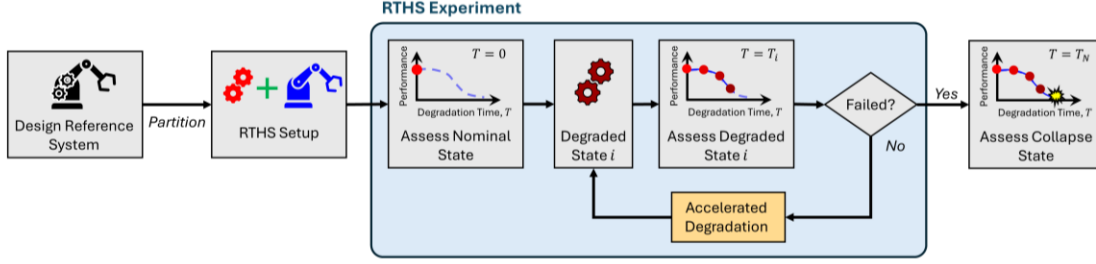 RTHS Experiment
Design Reference
System
Partition
RTHS Setup
T = 0
Performance
Degradation Time, T
Assess Nominal
State
Degraded
State i
T = T_i
Performance
Degradation Time, T
Assess Degraded
State i
Failed?
Yes
No
Accelerated
Degradation
T = T_N
Performance
Degradation Time, T
Assess Collapse
State